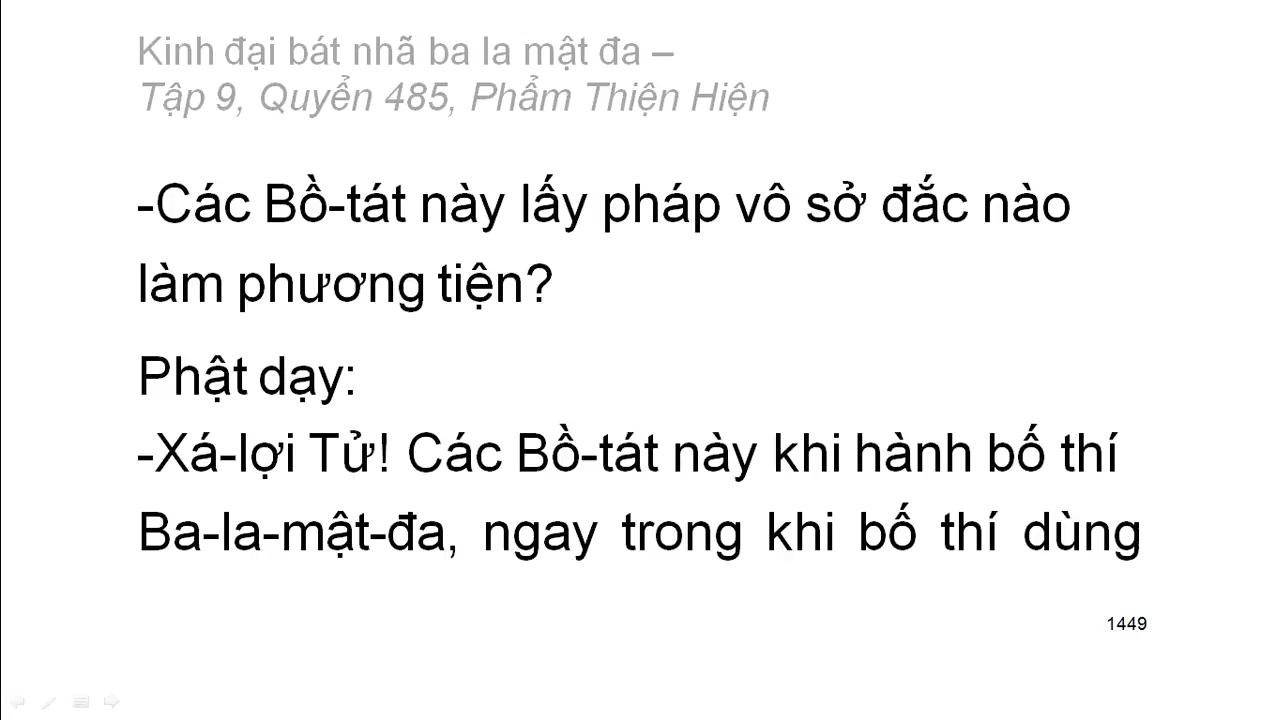 Kinh đại bát nhã ba la mật đa –
Tập 9, Quyển 485, Phẩm Thiện Hiện
-Các Bồ-tát này lấy pháp vô sở đắc nào
làm phương tiện?
Phật dạy:
-Xá-lợi Tử! Các Bồ-tát này khi hành bố thí
Ba-la-mật-đa, ngay trong khi bố thí dùng
1449